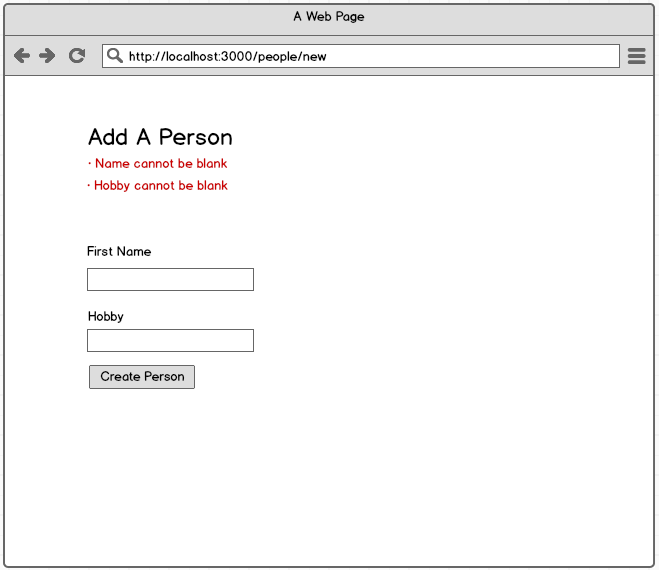 A Web Page
http://localhost:3000/people/new
Add A Person
· Name cannot be blank
· Hobby cannot be blank
First Name
Hobby
Create Person